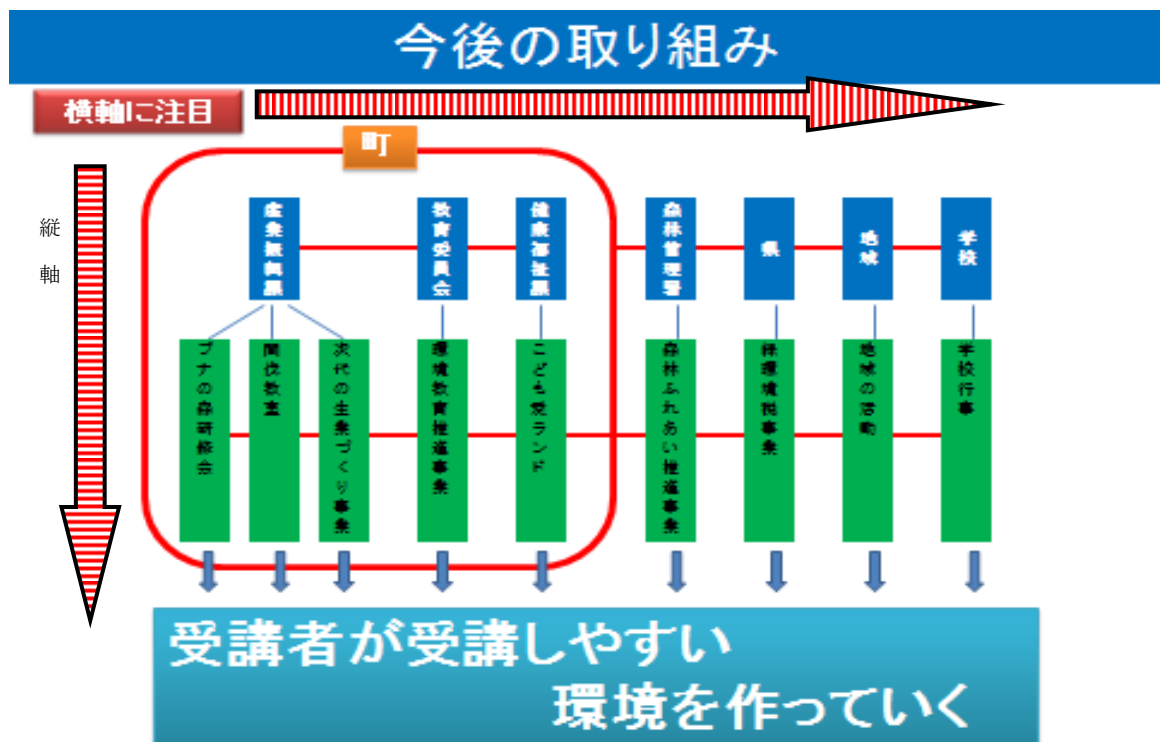 今後の取り組み
横軸に注目
町
縦軸
産業振興課
教育委員会
健康福祉課
森林管理署
県
地域
学校
ブナの森研修会
間伐教室
次代の生業づくり事業
環境教育推進事業
こども愛ランド
森林ふれあい推進事業
緑環境税事業
地域の活動
学校行事
受講者が受講しやすい
環境を作っていく